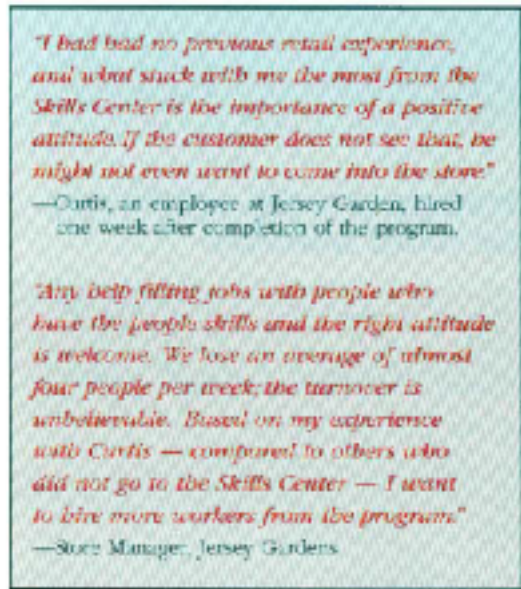 "I had had no previous retail experience,
and what stuck with me the most from the
Skills Center is the importance of a positive
attitude. If the customer does not see that, he
might not even want to come into the store."
—Curtis, an employee at Jersey Garden, hired
one week after completion of the program.
"Any help filling jobs with people who
have the people skills and the right attitude
is welcome. We lose an average of almost
four people per week; the turnover is
unbelievable. Based on my experience
with Curtis — compared to others who
did not go to the Skills Center — I want
to hire more workers from the program."
—Store Manager, Jersey Gardens